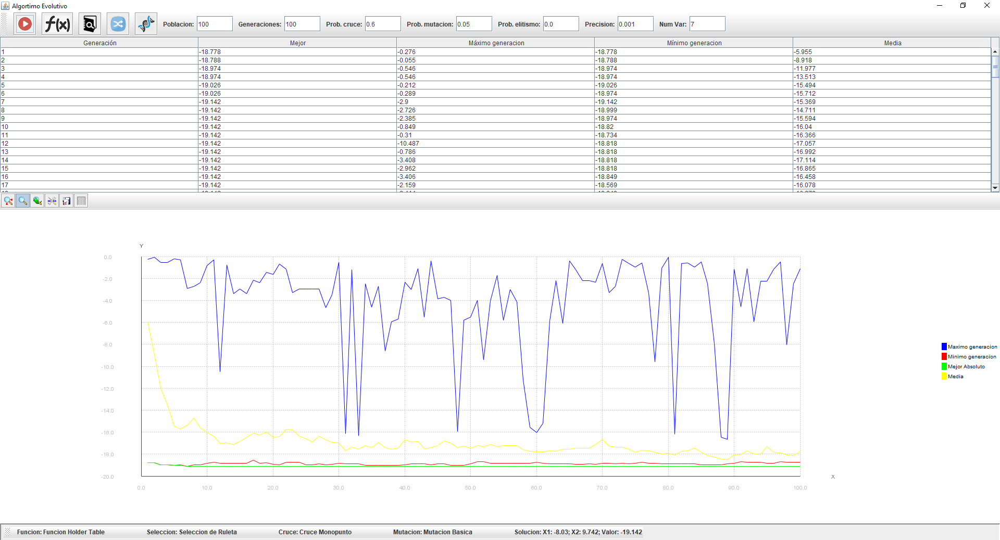 Algortimo Evolutivo
f(x) Poblacion: 100 Generaciones: 100 Prob. cruce: 0.6 Prob. mutacion: 0.05 Prob. elitismo: 0.0 Precision: 0.001 Num Var: 7
Generación Mejor Máximo generacion Mínimo generacion Media
1 -18.778 -0.276 -18.778 -5.955
2 -18.788 -0.055 -18.788 -8.918
3 -18.974 -0.546 -18.974 -11.977
4 -18.974 -0.546 -18.974 -13.513
5 -19.026 -0.212 -19.026 -15.494
6 -19.026 -0.289 -18.974 -15.712
7 -19.142 -2.9 -19.142 -15.369
8 -19.142 -2.726 -18.999 -14.711
9 -19.142 -2.385 -18.974 -15.594
10 -19.142 -0.849 -18.82 -16.04
11 -19.142 -0.31 -18.734 -16.366
12 -19.142 -10.487 -18.818 -17.057
13 -19.142 -0.786 -18.818 -16.992
14 -19.142 -3.408 -18.818 -17.114
15 -19.142 -2.962 -18.818 -16.865
16 -19.142 -3.406 -18.849 -16.458
17 -19.142 -2.159 -18.569 -16.078
Y
0.0
-2.0
-4.0
-6.0
-8.0
-10.0
-12.0
-14.0
-16.0
-18.0
-20.0
X
0.0 10.0 20.0 30.0 40.0 50.0 60.0 70.0 80.0 90.0 100.0
Maximo generacion
Minimo generacion
Mejor Absoluto
Media
Funcion: Funcion Holder Table Seleccion: Seleccion de Ruleta Cruce: Cruce Monopunto Mutacion: Mutacion Basica Solucion: X1: -8.03; X2: 9.742; Valor: -19.142